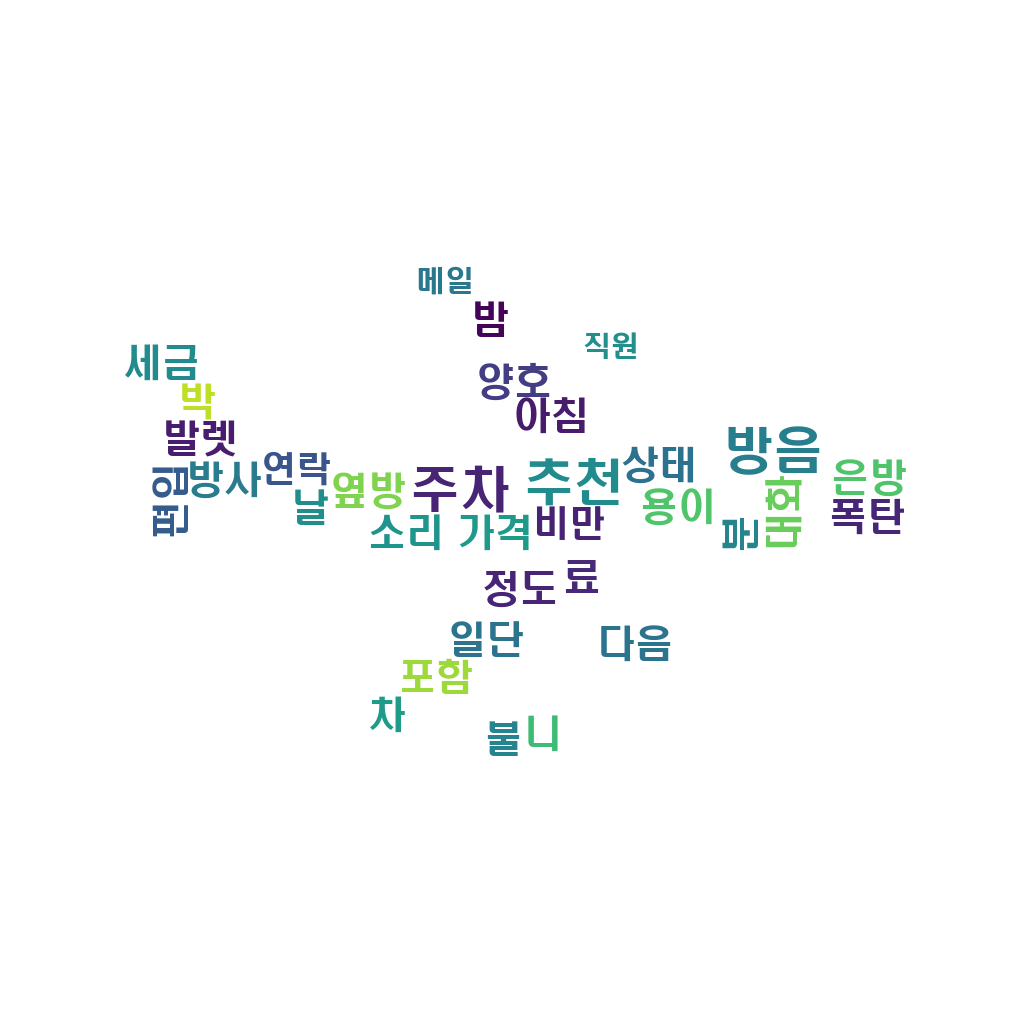 메일
밤
직원
세금
양호
박
아침
발렛
방음
연락
상태
방사
추천
은방
옆방
주차
용이
날
폭탄
비만
소리
가격
료
정도
일단
다음
포함
차
불
니